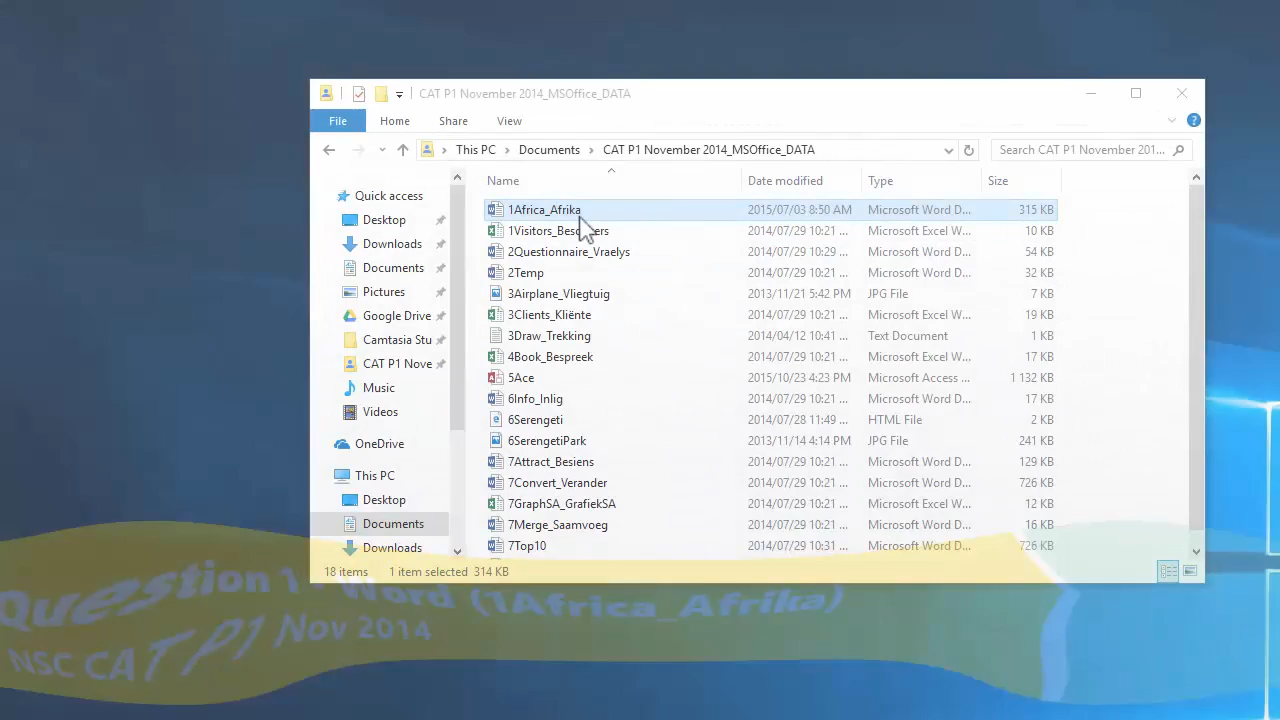 CAT P1 November 2014_MSOffice_DATA
File Home Share View
This PC Documents CAT P1 November 2014_MSOffice_DATA Search CAT P1 November 201...
Name Date modified Type Size
Quick access
Desktop
Downloads
Documents
Pictures
Google Drive
Camtasia Stu
CAT P1 Nove
Music
Videos
OneDrive
This PC
Desktop
Documents
Downloads
1Africa_Afrika 2015/07/03 8:50 AM Microsoft Word D... 315 KB
1Visitors_Besoekers 2014/07/29 10:21 ... Microsoft Excel W... 10 KB
2Questionnaire_Vraelys 2014/07/29 10:29 ... Microsoft Word D... 54 KB
2Temp 2014/07/29 10:21 ... Microsoft Word D... 32 KB
3Airplane_Vliegtuig 2013/11/21 5:42 PM JPG File 7 KB
3Clients_Kliënte 2014/07/29 10:21 ... Microsoft Excel W... 19 KB
3Draw_Trekking 2014/04/12 10:41 ... Text Document 1 KB
4Book_Bespreek 2014/07/29 10:21 ... Microsoft Excel W... 17 KB
5Ace 2015/10/23 4:23 PM Microsoft Access ... 1 132 KB
6Info_Inlig 2014/07/29 10:21 ... Microsoft Word D... 17 KB
6Serengeti 2014/07/28 11:49 ... HTML File 2 KB
6SerengetiPark 2013/11/14 4:14 PM JPG File 241 KB
7Attract_Besiens 2014/07/29 10:21 ... Microsoft Word D... 129 KB
7Convert_Verander 2014/07/29 10:21 ... Microsoft Word D... 726 KB
7GraphSA_GrafiekSA 2014/07/29 10:21 ... Microsoft Excel W... 12 KB
7Merge_Saamvoeg 2014/07/29 10:21 ... Microsoft Word D... 16 KB
7Top10 2014/07/29 10:31 ... Microsoft Word D... 726 KB
18 items 1 item selected 314 KB
Question 1 - Word (1Africa_Afrika)
NSC CAT P1 Nov 2014